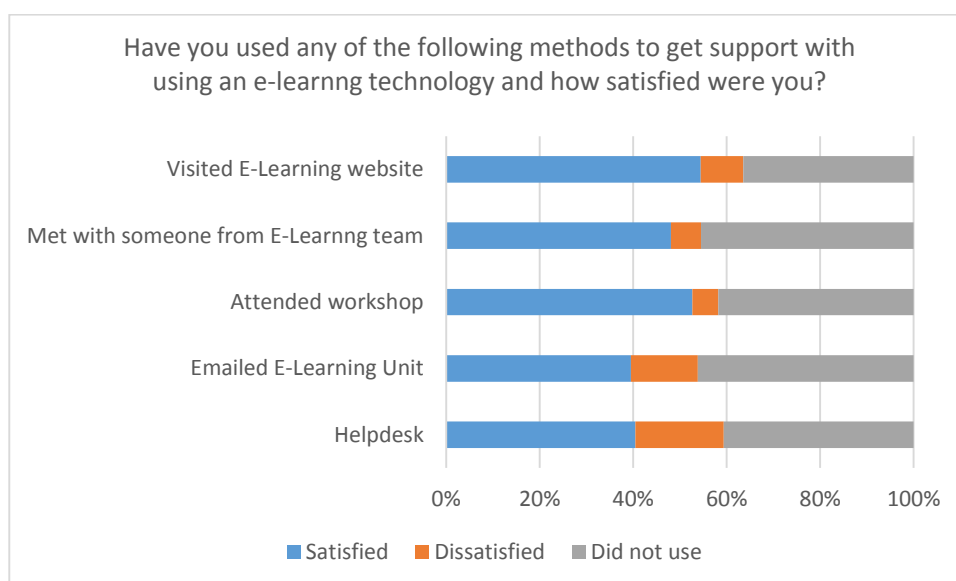 Have you used any of the following methods to get support with
using an e-learnng technology and how satisfied were you?
Visited E-Learning website
Met with someone from E-Learnng team
Attended workshop
Emailed E-Learning Unit
Helpdesk
0% 20% 40% 60% 80% 100%
Satisfied Dissatisfied Did not use